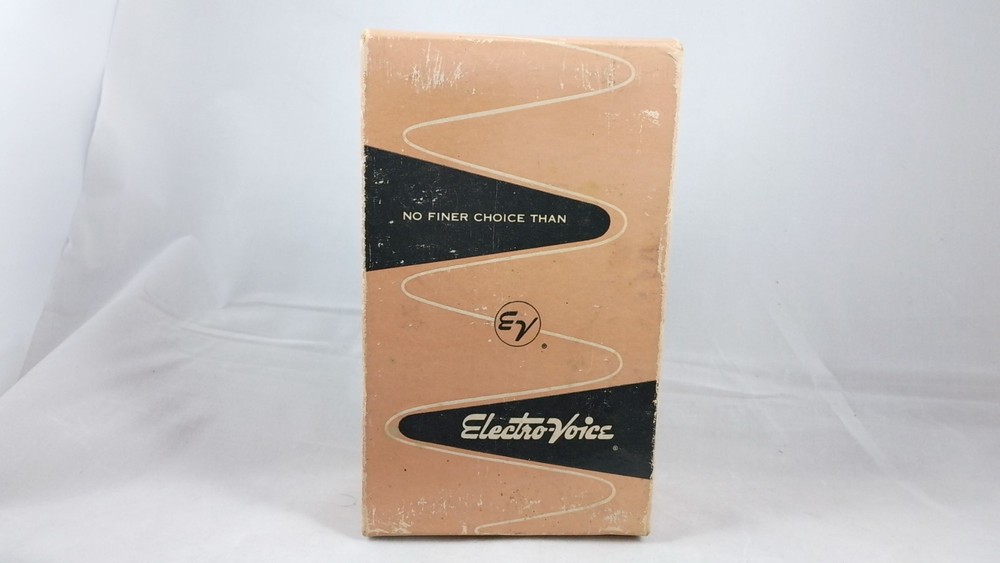 NO FINER CHOICE THAN
EV
Electro-Voice